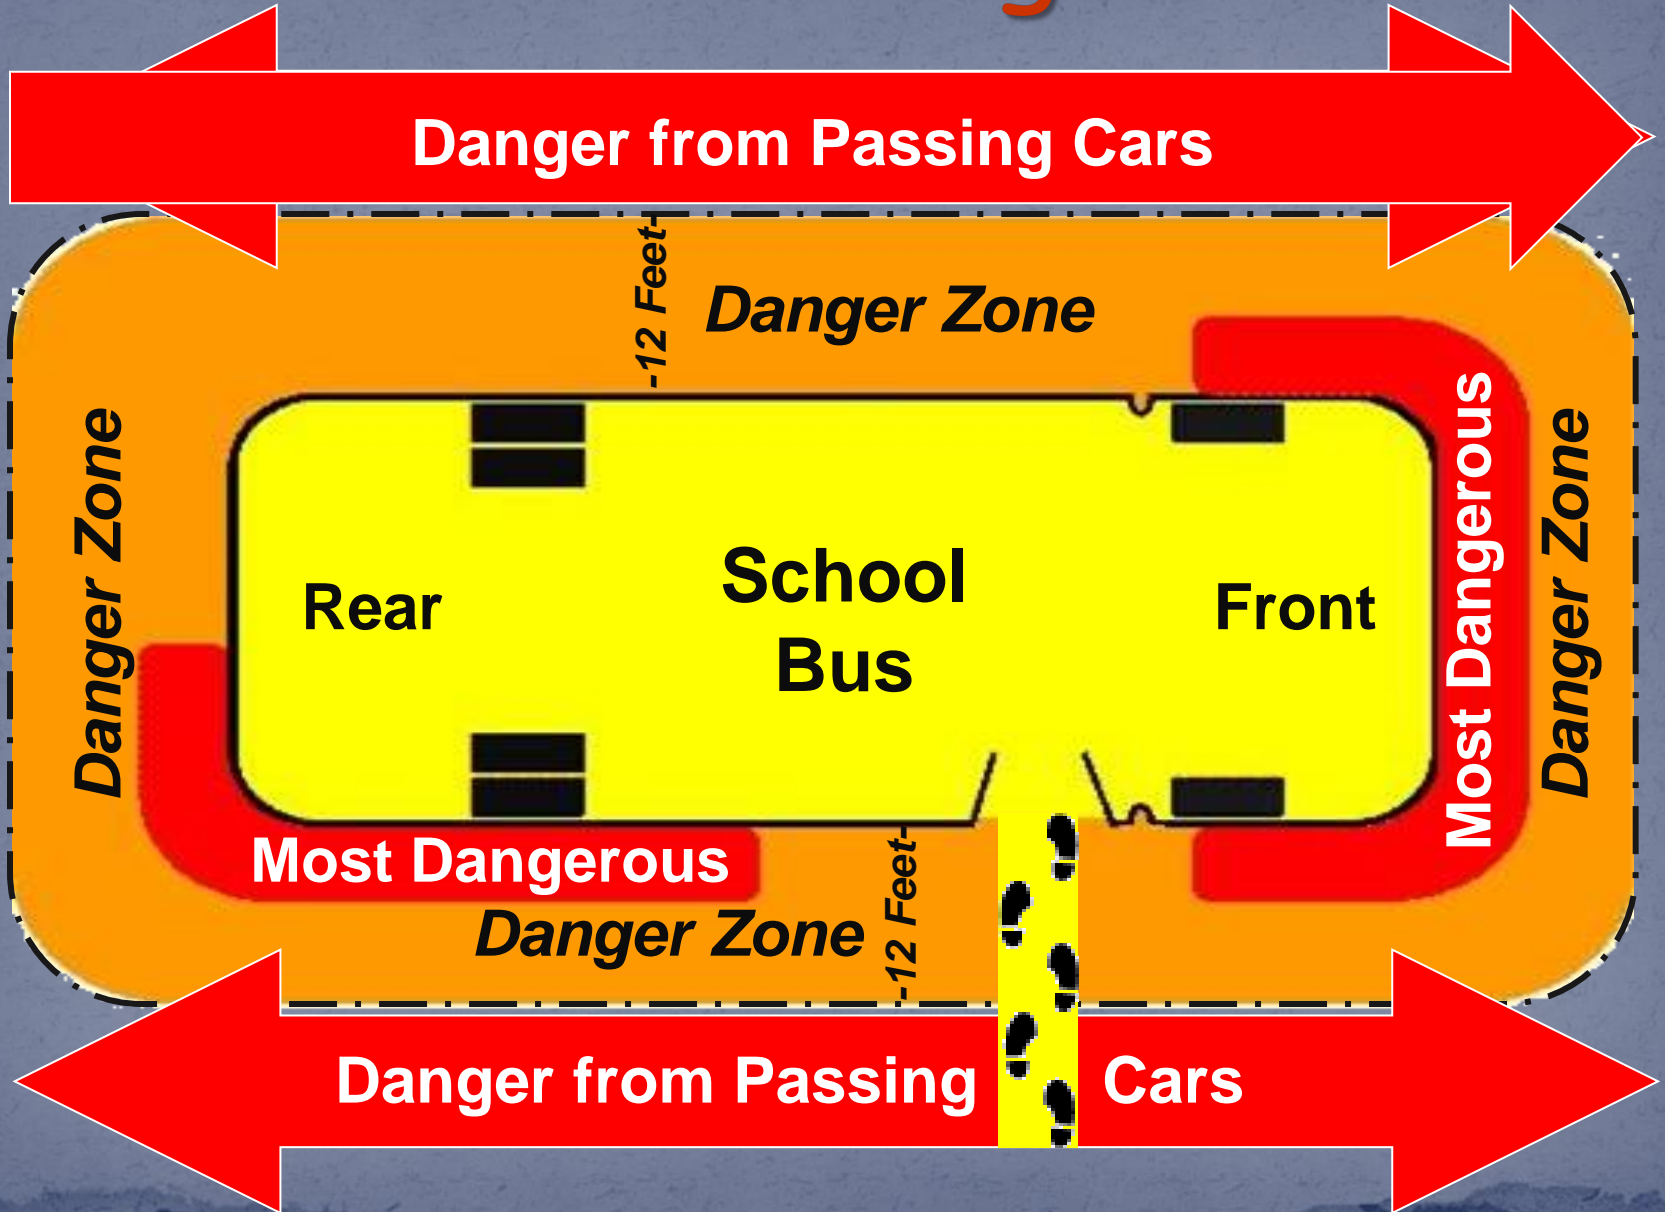 Danger from Passing Cars
-12 Feet-
Danger Zone
Danger Zone
Rear
School
Bus
Front
Most Dangerous
Danger Zone
Most Dangerous
Danger Zone
-12 Feet-
Danger from Passing Cars